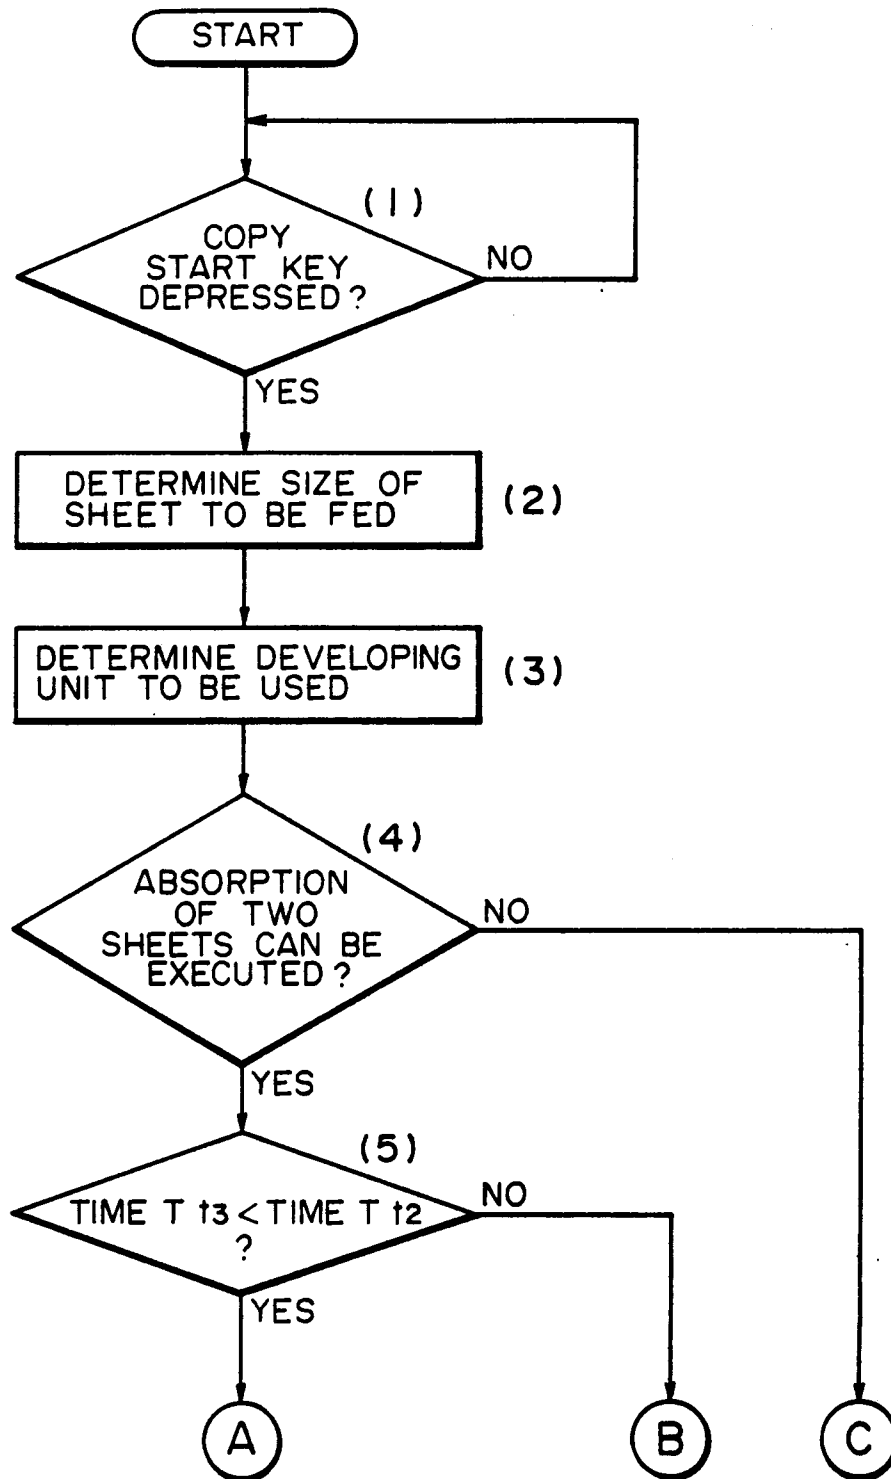 START
(1)
COPY
START KEY
DEPRESSED?
NO
YES
DETERMINE SIZE OF
SHEET TO BE FED
(2)
DETERMINE DEVELOPING
UNIT TO BE USED
(3)
(4)
ABSORPTION
OF TWO
SHEETS CAN BE
EXECUTED?
NO
YES
(5)
TIME T t3 < TIME T t2
?
NO
YES
A
B
C